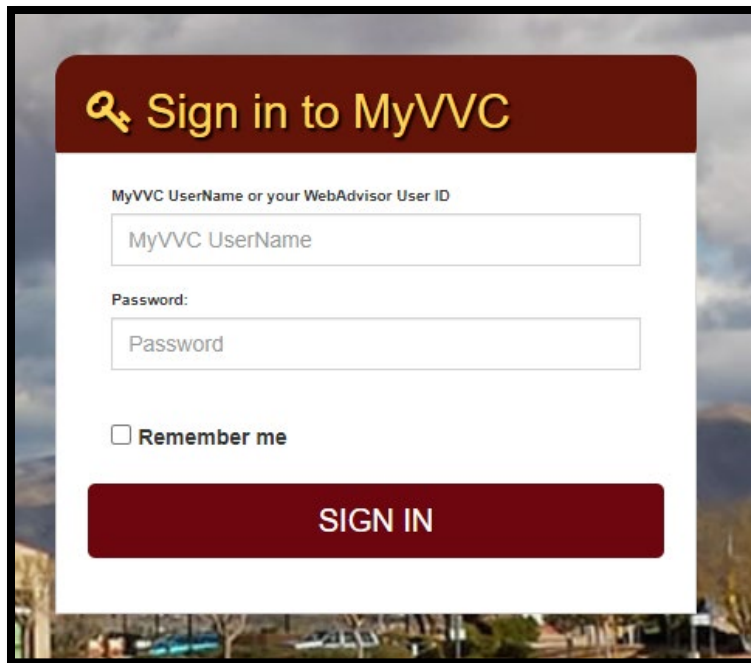 Sign in to MyVVC
MyVVC UserName or your WebAdvisor User ID
MyVVC UserName
Password:
Password
Remember me
SIGN IN